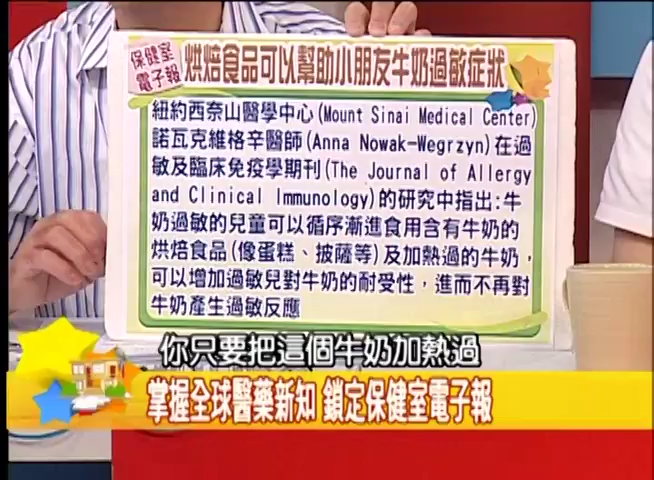 保健室
電子報
烘焙食品可以幫助小朋友牛奶過敏症狀
紐約西奈山醫學中心(Mount Sinai Medical Center)
諾瓦克維格辛醫師(Anna Nowak-Wegrzyn)在過
敏及臨床免疫學期刊(The Journal of Allergy
and Clinical Immunology)的研究中指出:牛
奶過敏的兒童可以循序漸進食用含有牛奶的
烘焙食品(像蛋糕、披薩等)及加熱過的牛奶,
可以增加過敏兒對牛奶的耐受性,進而不再對
牛奶產生過敏反應
你只要把這個牛奶加熱過
掌握全球醫藥新知 鎖定保健室電子報